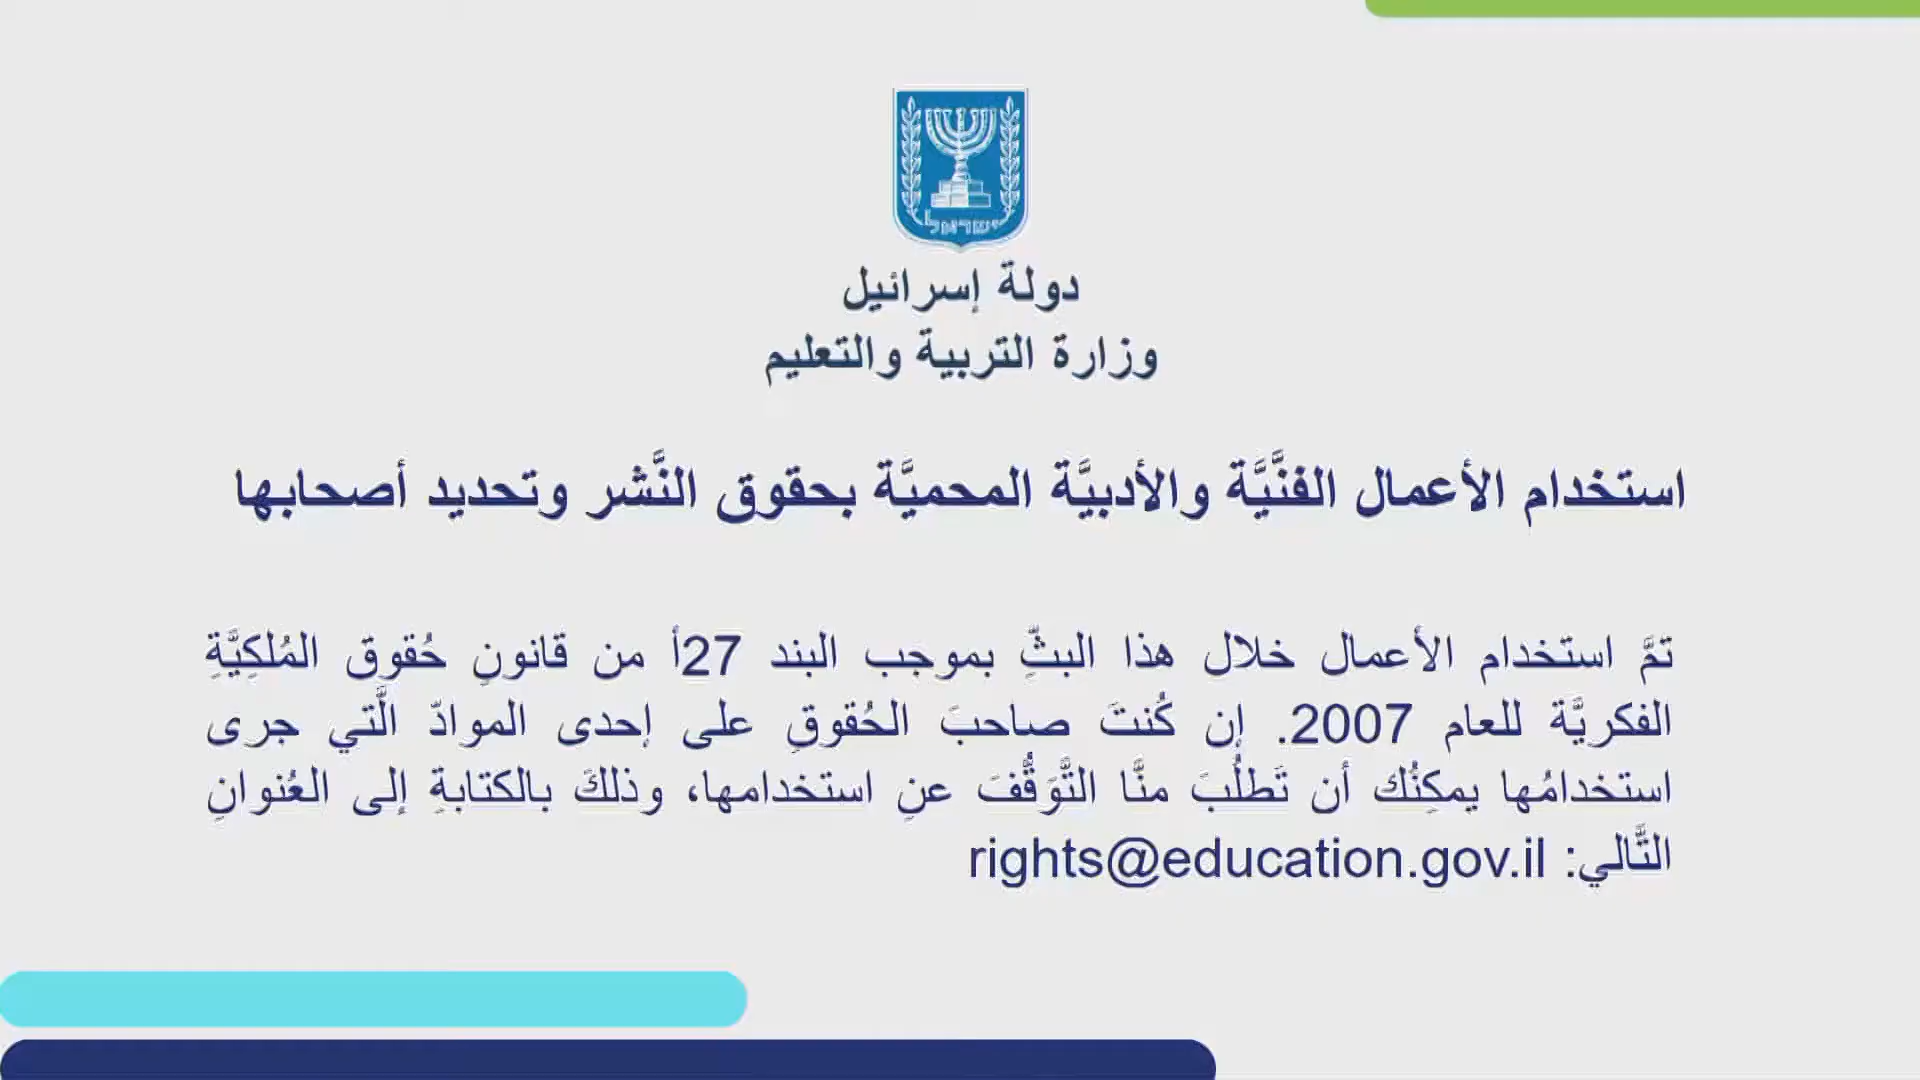 ישראל
دولة إسرائيل
وزارة التربية والتعليم
استخدام الأعمال الفنَّيَّة والأدبيَّة المحميَّة بحقوق النَّشر وتحديد أصحابها
تمَّ استخدام الأعمال خلال هذا البثِّ بموجب البند 27أ من قانونِ حُقوق المُلكِيَّةِ
الفكريَّة للعام 2007. إن كُنتَ صاحبَ الحُقوقِ على إحدى الموادّ الَّتي جرى
استخدامُها يمكِنُك أن تَطلُبَ منَّا التَّوَقُّفَ عنِ استخدامها، وذلكَ بالكتابةِ إلى العُنوانِ
التَّالي: rights@education.gov.il